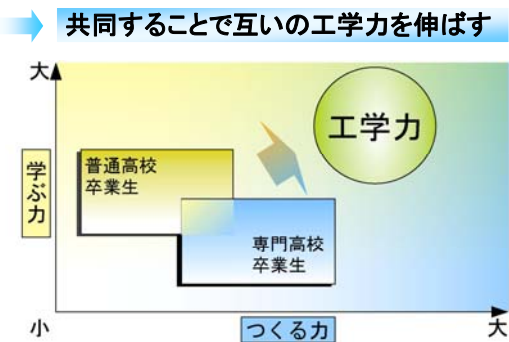 共同することで互いの工学力を伸ばす
大
工学力
学ぶ力
普通高校
卒業生
専門高校
卒業生
小
つくる力
大